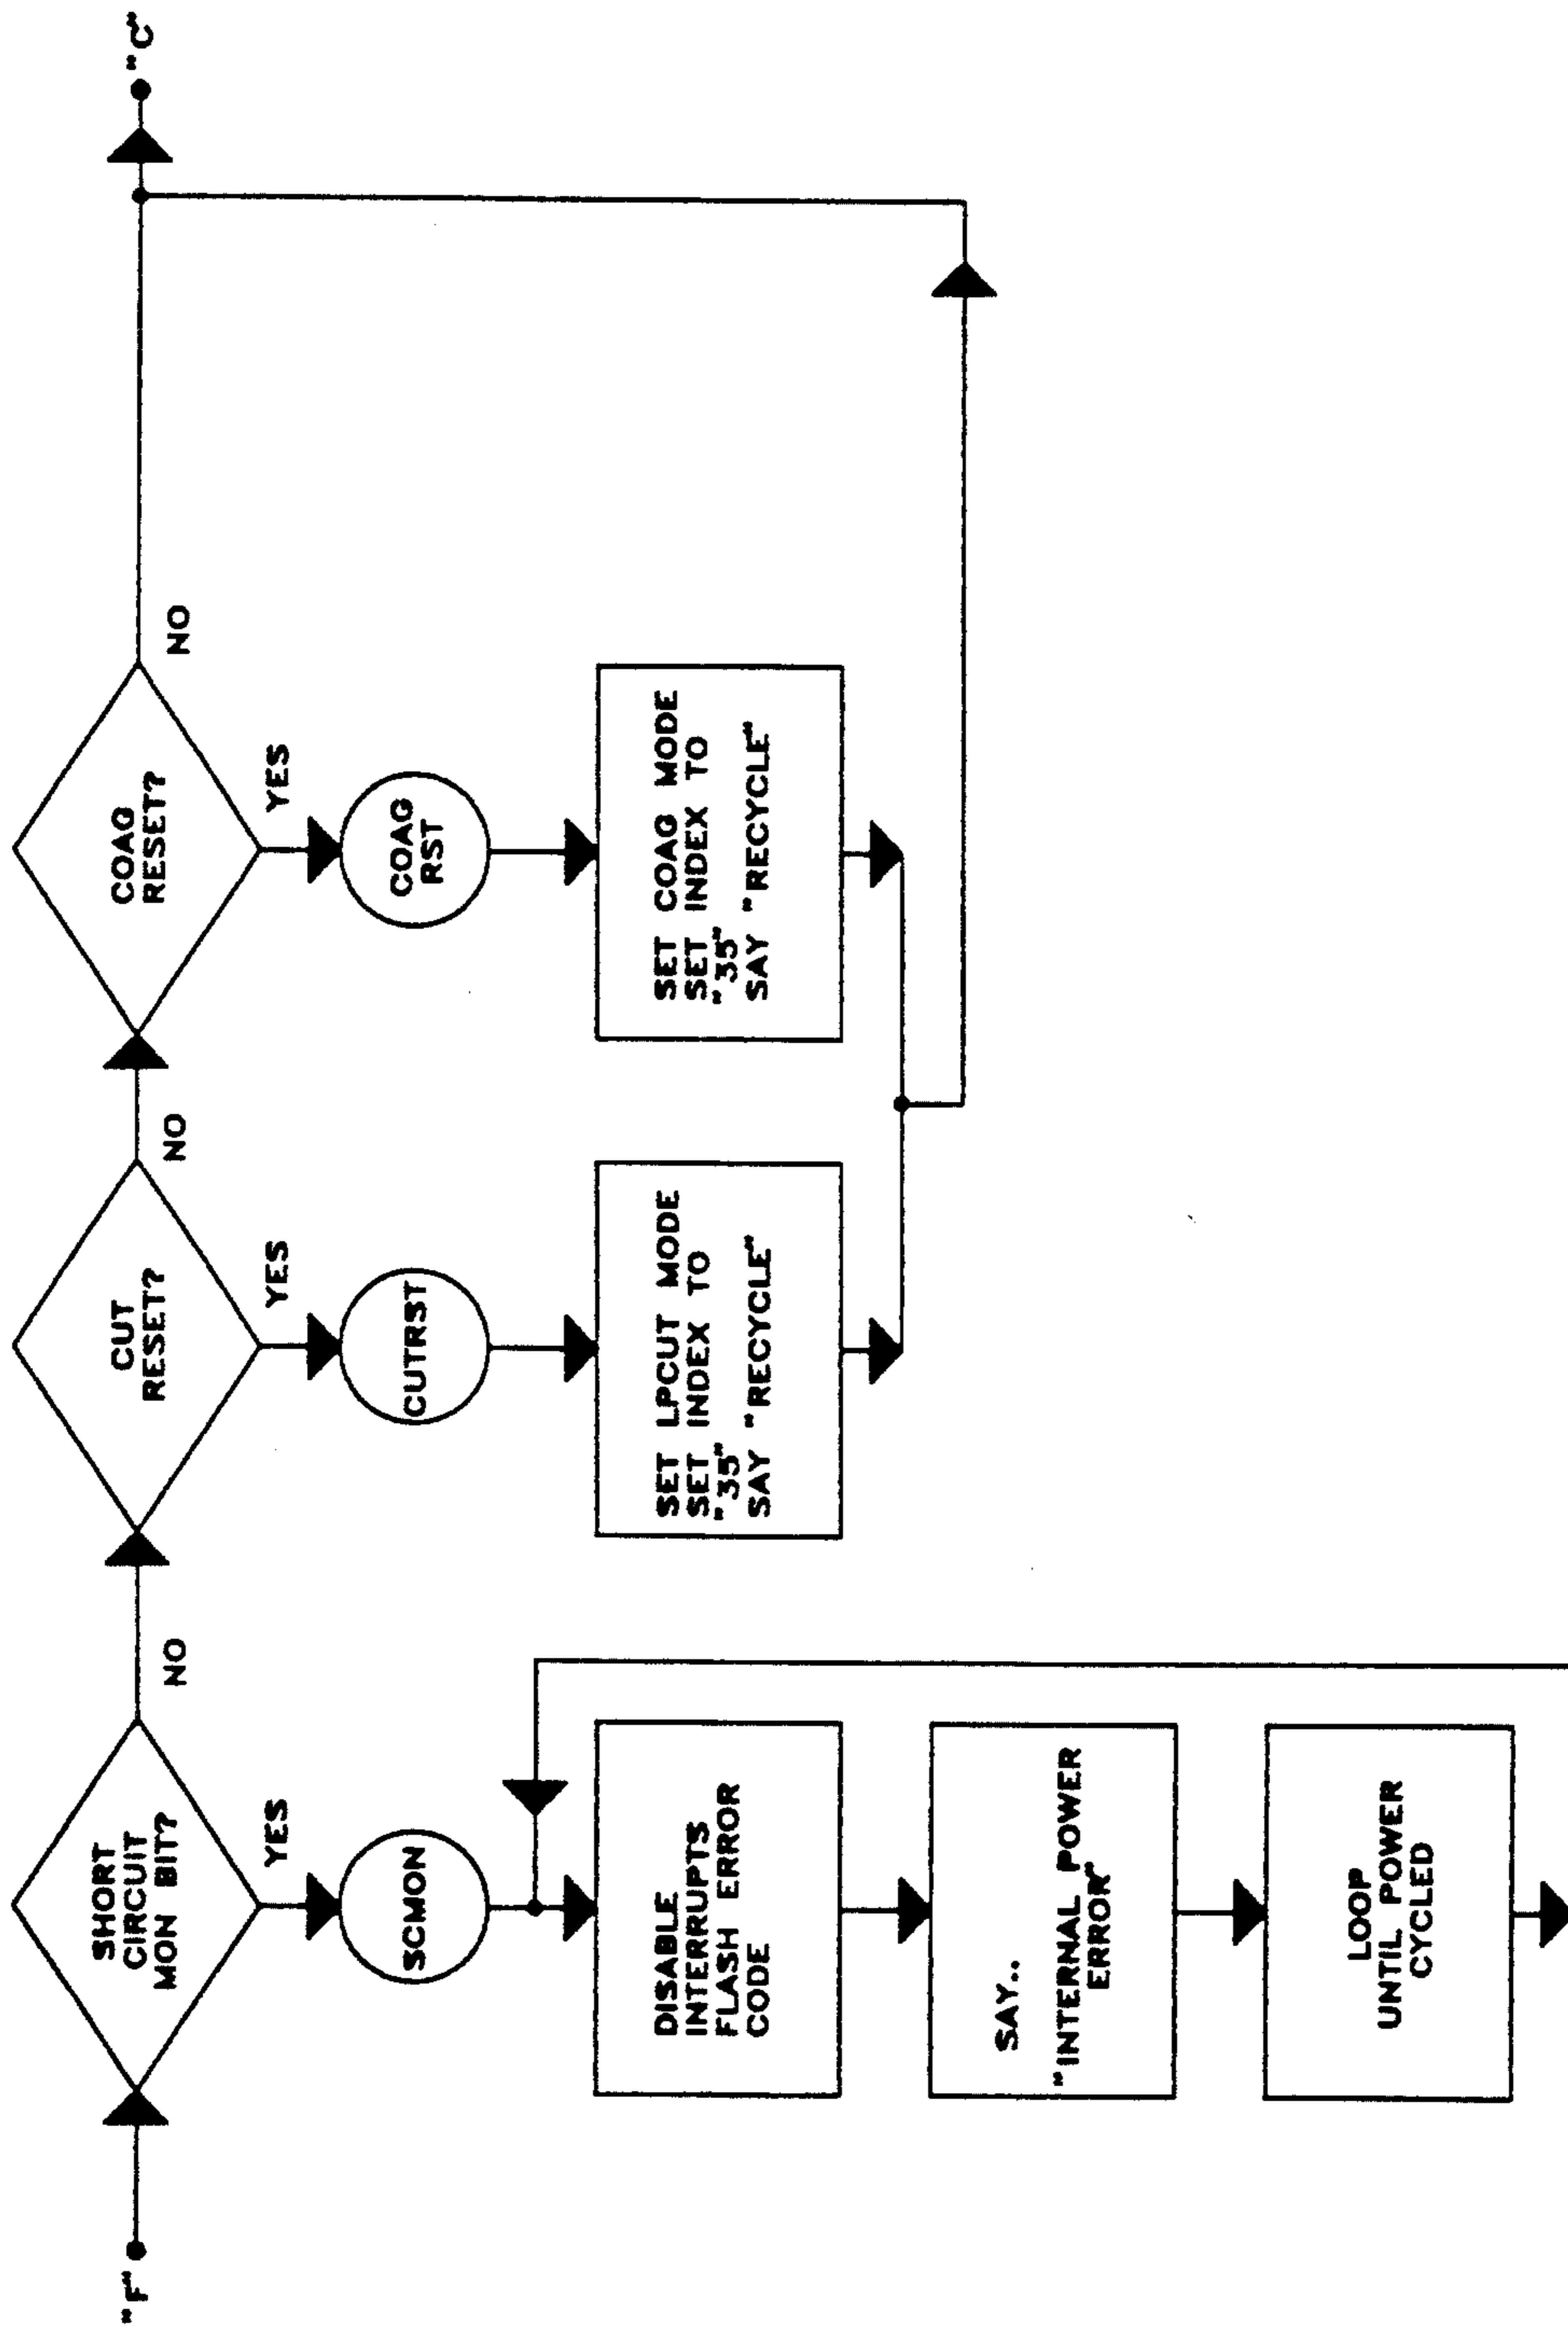 "F"
SHORT
CIRCUIT
MON BIT?
NO
YES
SCMON
DISABLE
INTERRUPTS
FLASH ERROR
CODE
SAY..
"INTERNAL POWER
ERROR"
LOOP
UNTIL POWER
CYCLED
CUT
RESET?
NO
YES
CUTRST
SET LPCUT MODE
SET INDEX TO
"35"
SAY "RECYCLE"
COAG
RESET?
NO
YES
COAG
RST
SET COAG MODE
SET INDEX TO
"35"
SAY "RECYCLE"
"C"